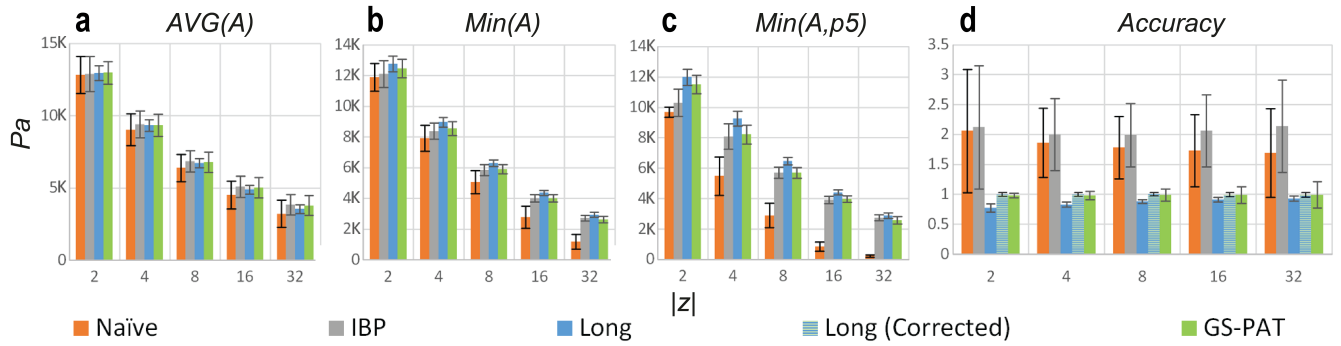 a AVG(A) b Min(A) c Min(A,p5) d Accuracy
Pa
15K
10K
5K
0
2 4 8 16 32
14K
12K
10K
8K
6K
4K
2K
0
2 4 8 16 32
14K
12K
10K
8K
6K
4K
2K
0
2 4 8 16 32
3.5
3
2.5
2
1.5
1
0.5
0
2 4 8 16 32
|z|
Naïve IBP Long Long (Corrected) GS-PAT